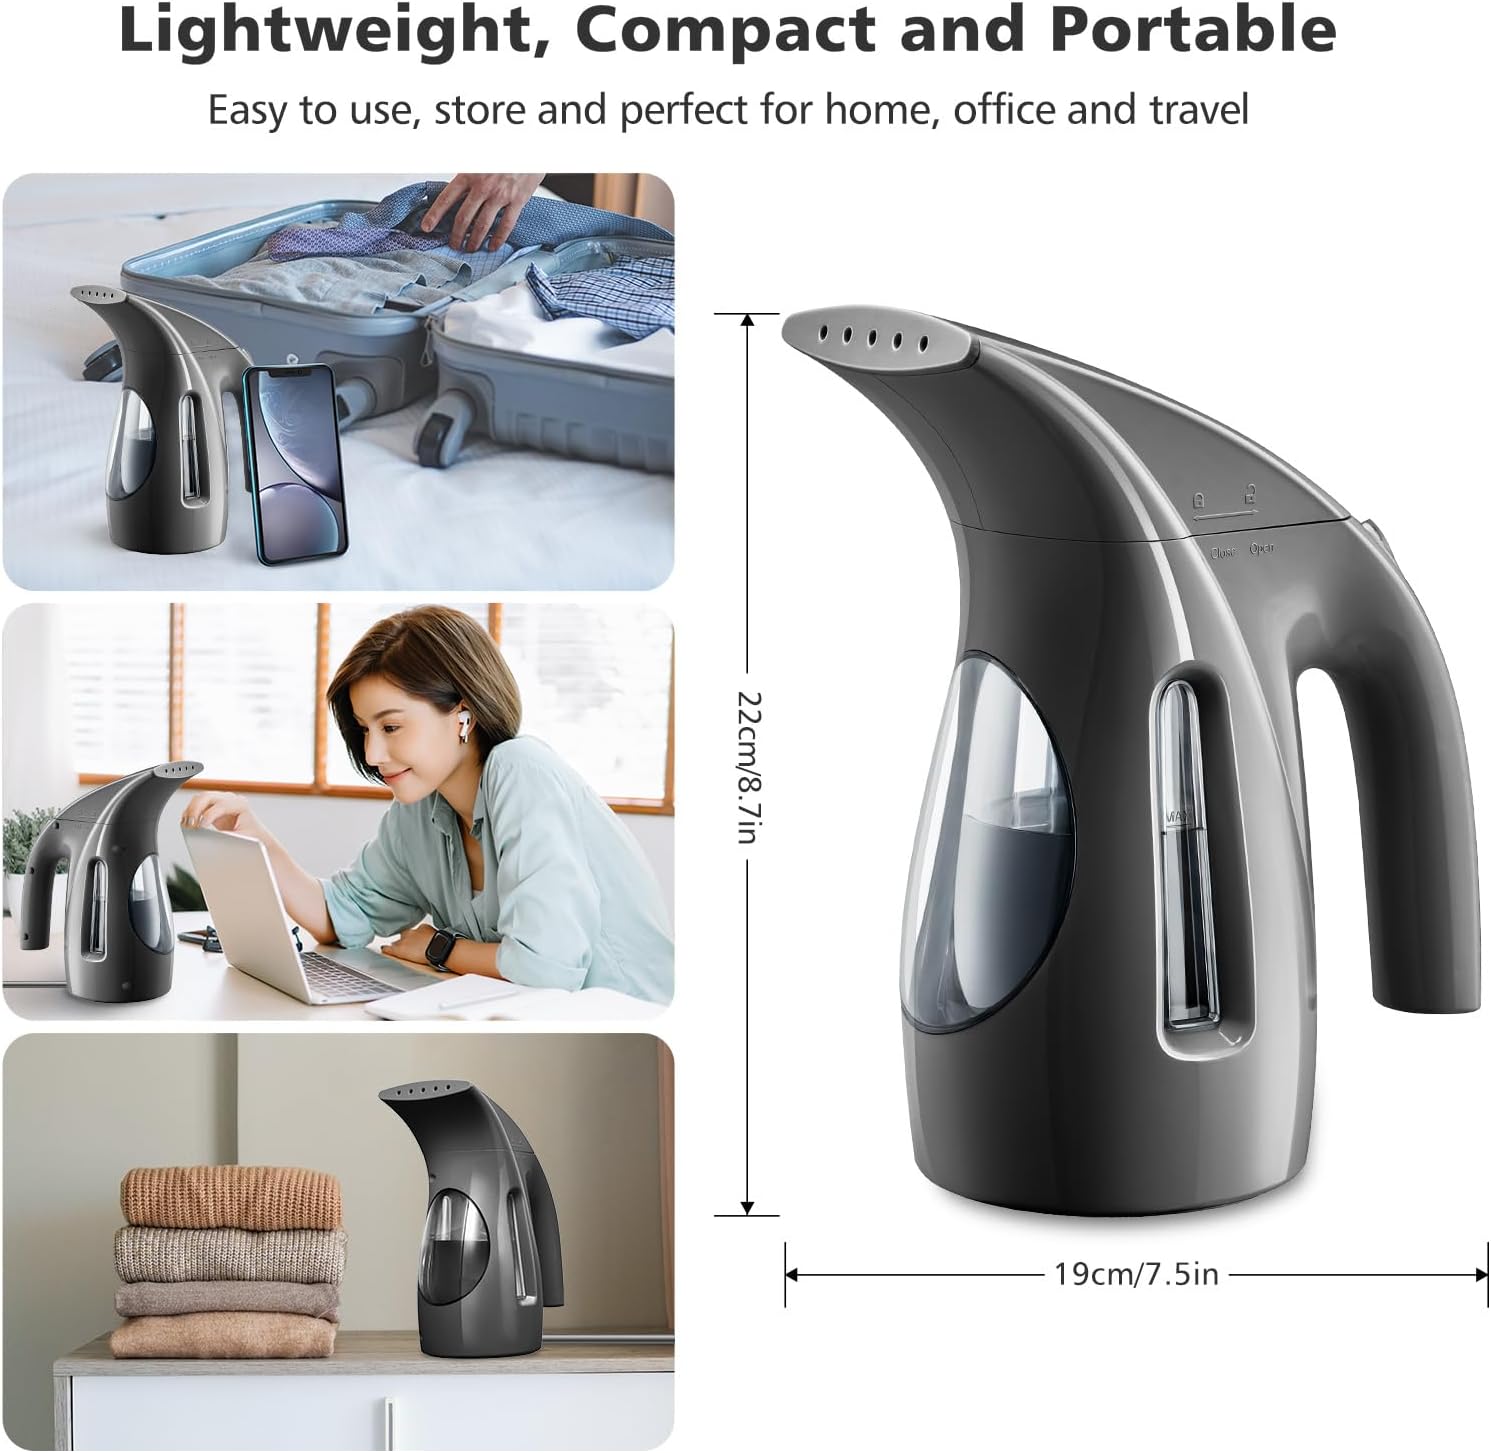 Lightweight, Compact and Portable
Easy to use, store and perfect for home, office and travel
Close Open
MAX
22cm/8.7in
19cm/7.5in